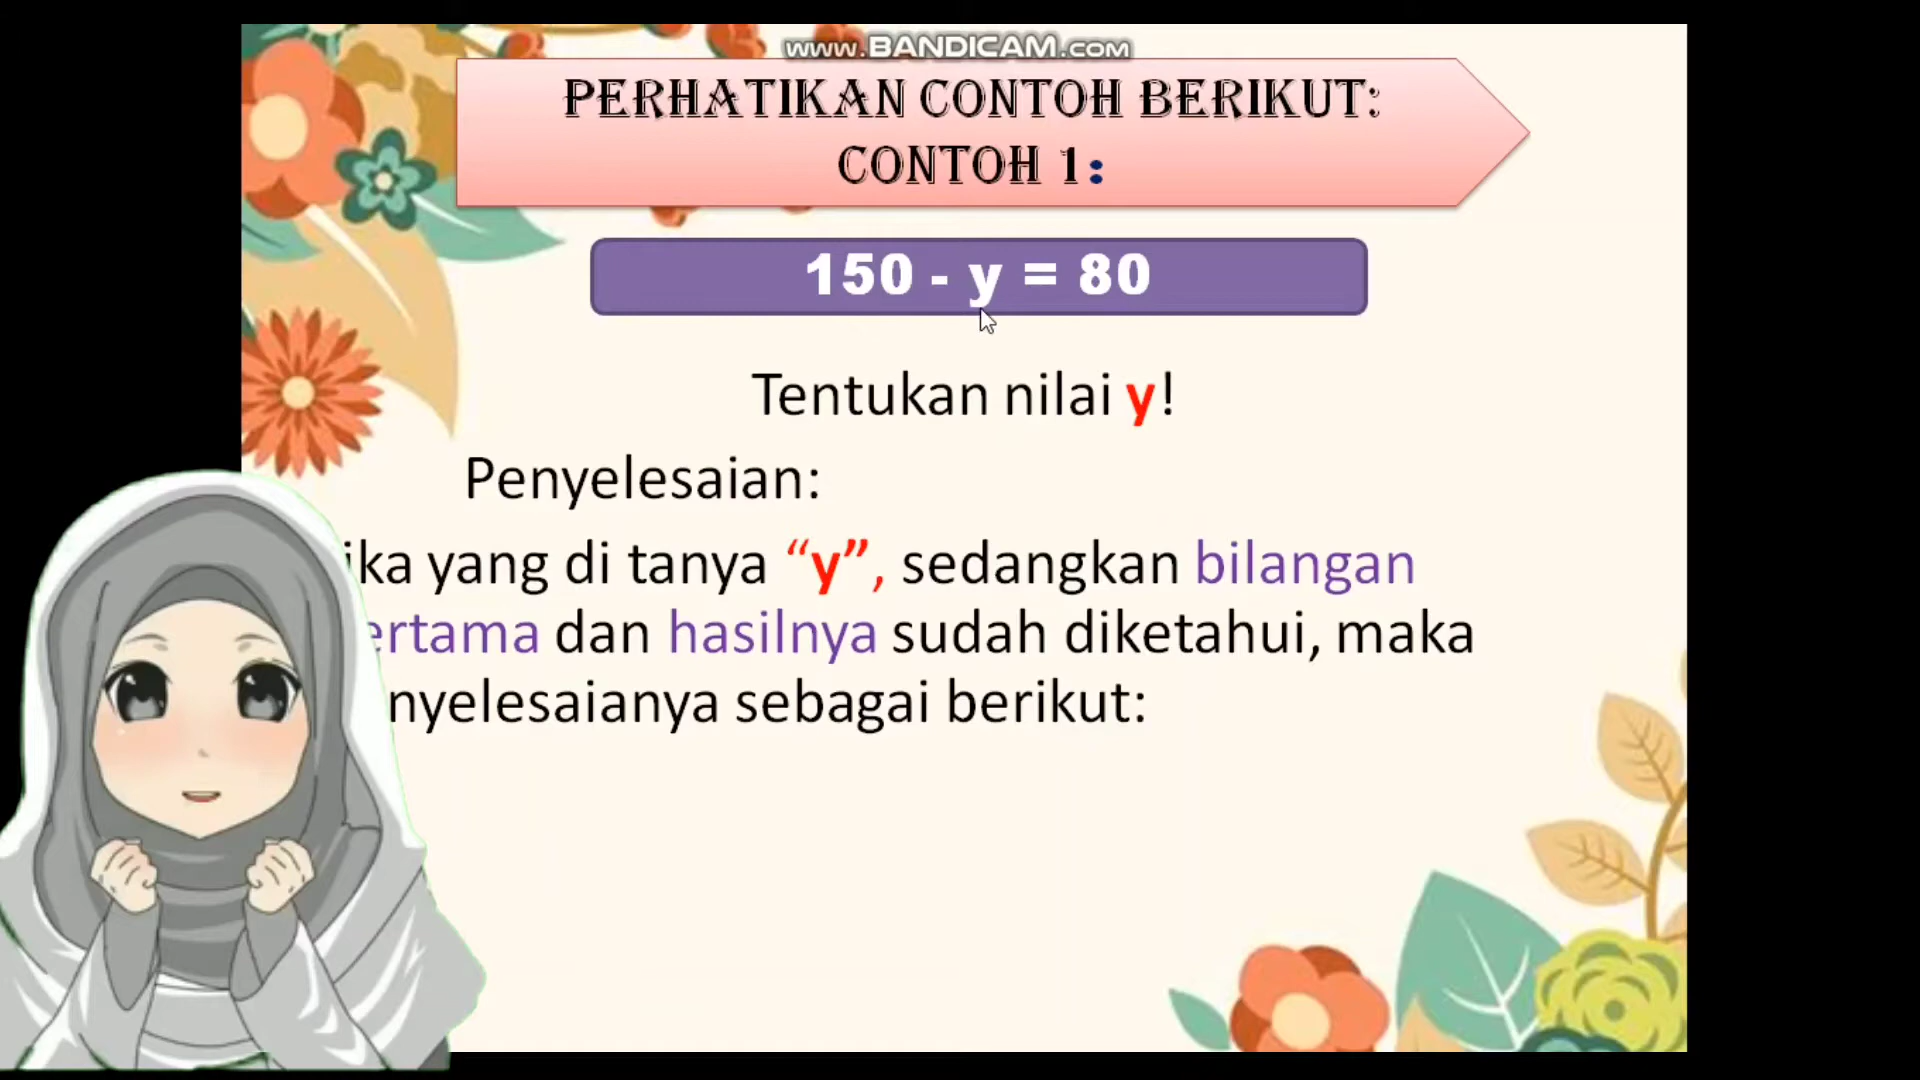 www.BANDICAM.com
PERHATIKAN CONTOH BERIKUT:
CONTOH 1:
150 - y = 80
Tentukan nilai y!
Penyelesaian:
ika yang di tanya “y”, sedangkan bilangan
ertama dan hasilnya sudah diketahui, maka
nyelesaianya sebagai berikut: